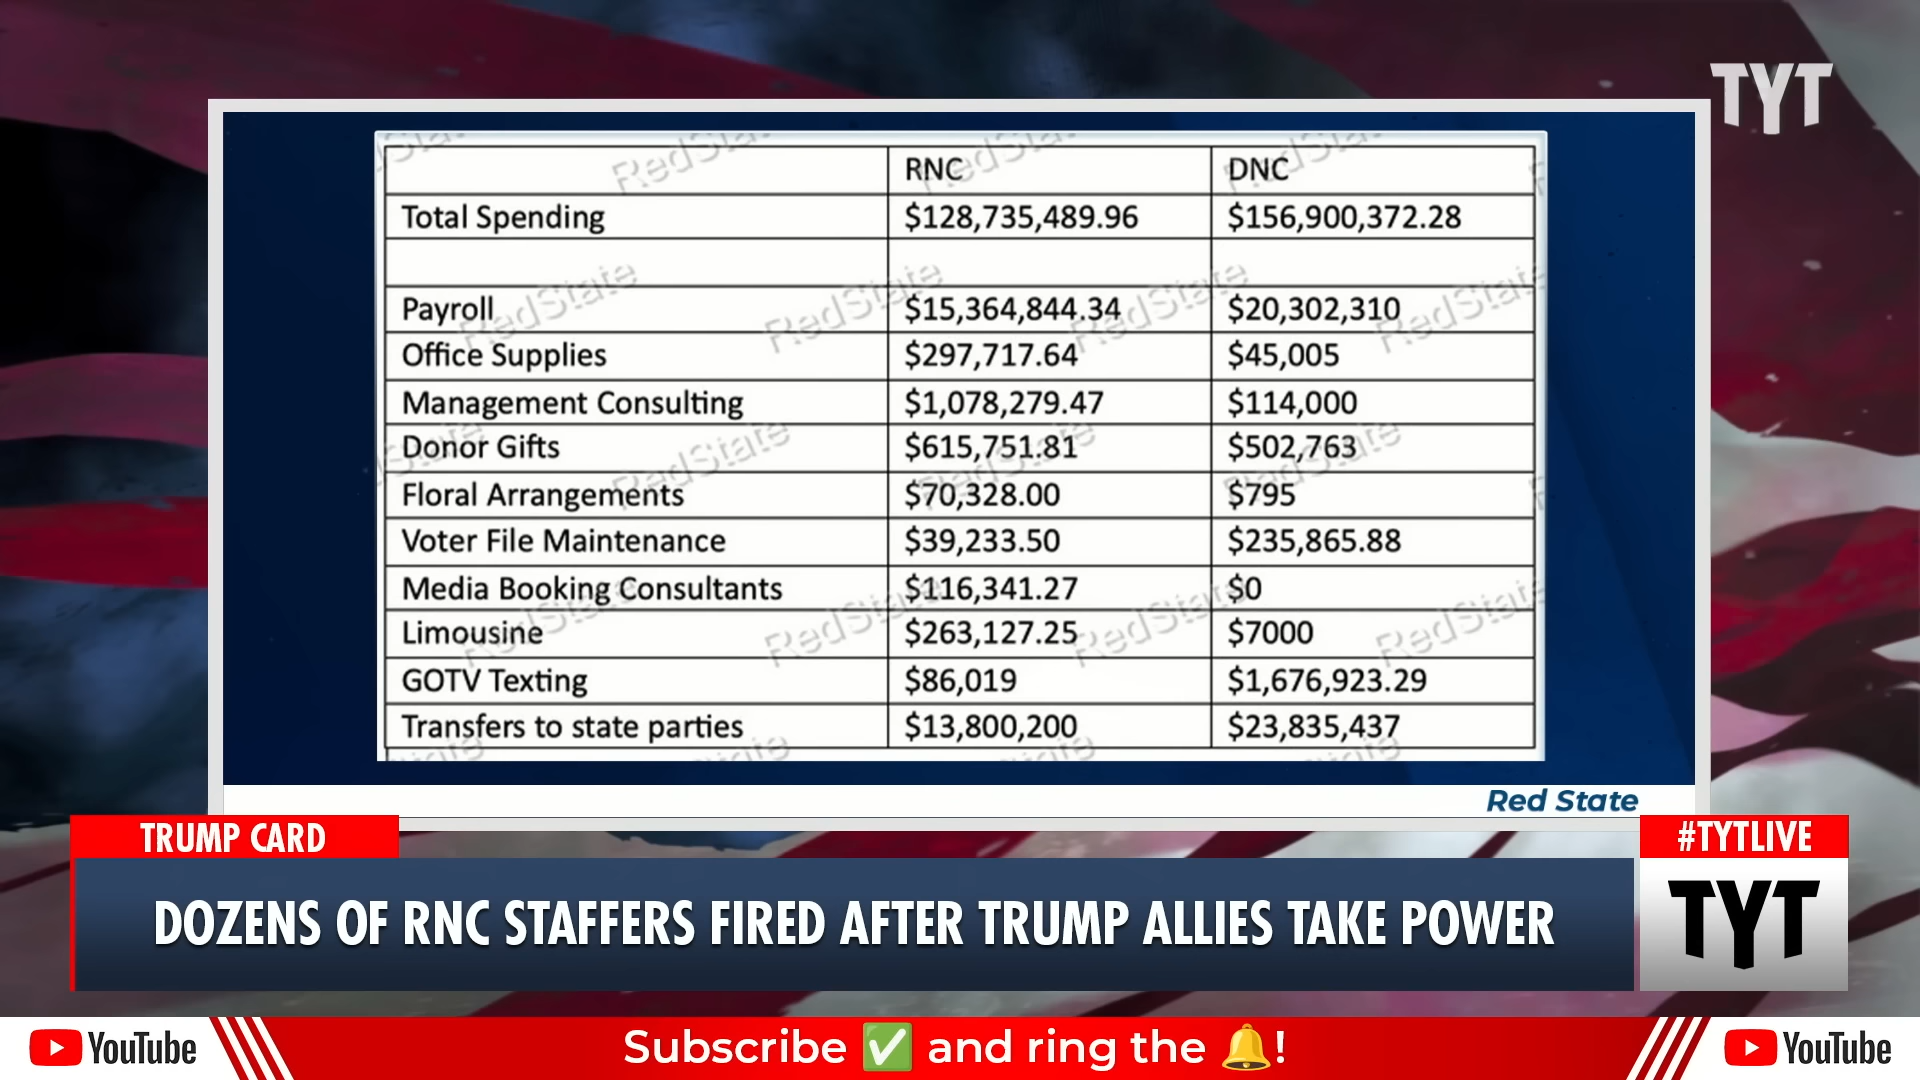 TYT
RNC DNC
Total Spending $128,735,489.96 $156,900,372.28
Payroll $15,364,844.34 $20,302,310
Office Supplies $297,717.64 $45,005
Management Consulting $1,078,279.47 $114,000
Donor Gifts $615,751.81 $502,763
Floral Arrangements $70,328.00 $795
Voter File Maintenance $39,233.50 $235,865.88
Media Booking Consultants $116,341.27 $0
Limousine $263,127.25 $7000
GOTV Texting $86,019 $1,676,923.29
Transfers to state parties $13,800,200 $23,835,437
RedState
Red State
TRUMP CARD
#TYTLIVE
DOZENS OF RNC STAFFERS FIRED AFTER TRUMP ALLIES TAKE POWER
TYT
YouTube Subscribe ✅ and ring the 🔔! YouTube